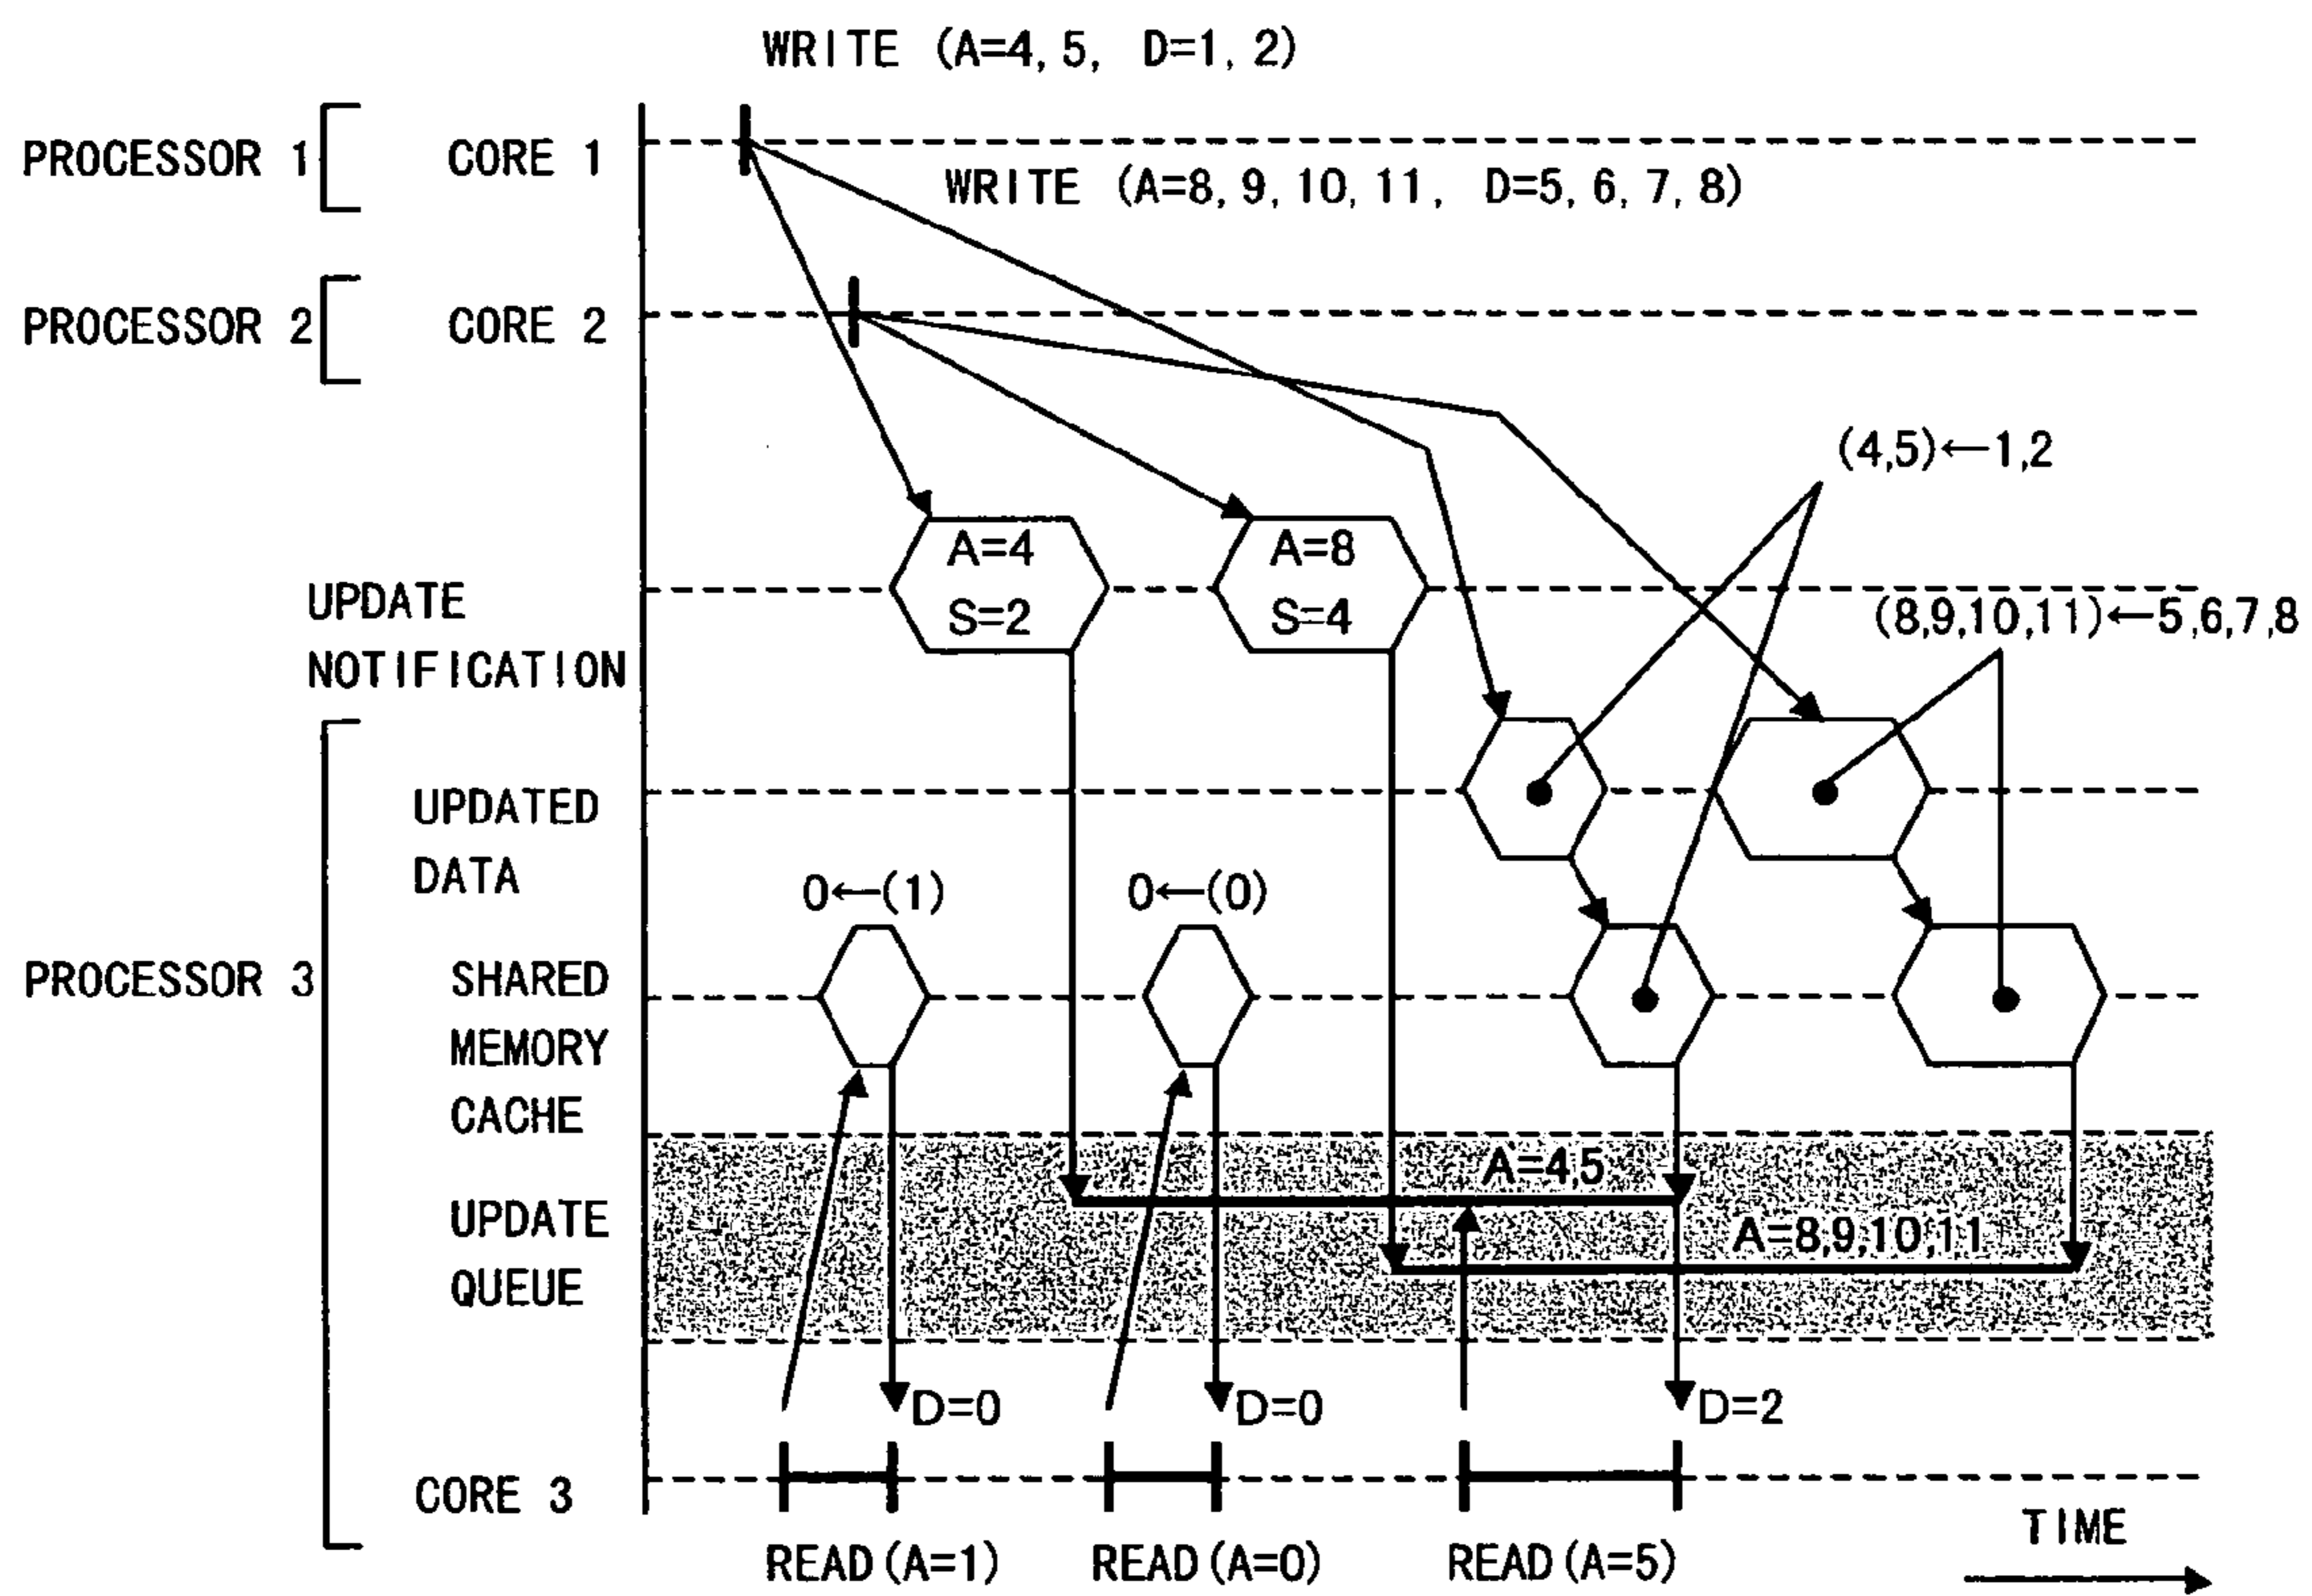 WRITE (A=4, 5, D=1, 2)
PROCESSOR 1
CORE 1
WRITE (A=8, 9, 10, 11, D=5, 6, 7, 8)
PROCESSOR 2
CORE 2
(4,5)←1,2
A=4
S=2
A=8
S=4
UPDATE
NOTIFICATION
(8,9,10,11)←5,6,7,8
UPDATED
DATA
0←(1)
0←(0)
PROCESSOR 3
SHARED
MEMORY
CACHE
A=4,5
UPDATE
QUEUE
A=8,9,10,11
D=0
D=0
D=2
CORE 3
READ(A=1)
READ(A=0)
READ(A=5)
TIME